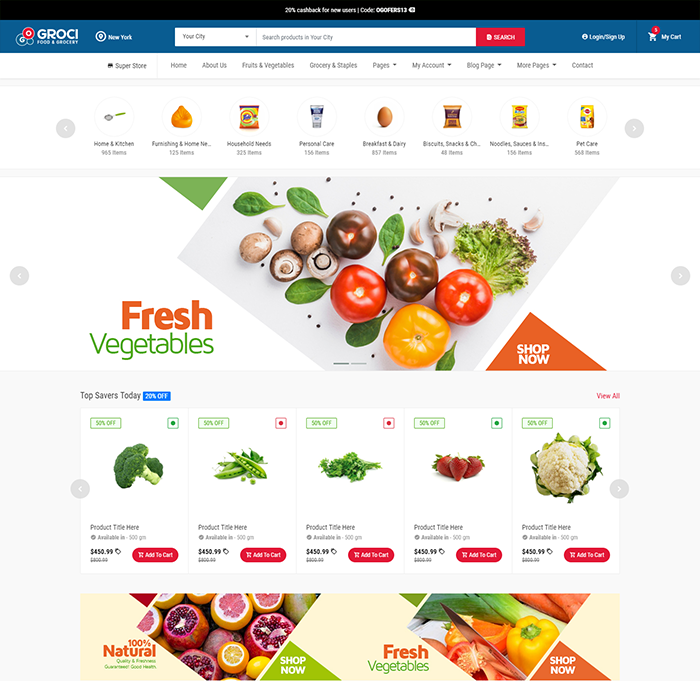 20% cashback for new users | Code: OGOFERS13
GROCI
FOOD & GROCERY
New York
Your City
Search products in Your City
SEARCH
Login/Sign Up
5
My Cart
Super Store
Home
About Us
Fruits & Vegetables
Grocery & Staples
Pages
My Account
Blog Page
More Pages
Contact
Home & Kitchen
965 Items
Furnishing & Home Ne...
125 Items
Household Needs
325 Items
Personal Care
156 Items
Breakfast & Dairy
857 Items
Biscuits, Snacks & Ch...
48 Items
Noodles, Sauces & Ins...
156 Items
Pet Care
568 Items
Fresh
Vegetables
SHOP
NOW
Top Savers Today 20% OFF
View All
50% OFF
Product Title Here
Available in - 500 gm
$450.99
$800.99
Add To Cart
50% OFF
Product Title Here
Available in - 500 gm
$450.99
$800.99
Add To Cart
50% OFF
Product Title Here
Available in - 500 gm
$450.99
$800.99
Add To Cart
50% OFF
Product Title Here
Available in - 500 gm
$450.99
$800.99
Add To Cart
50% OFF
Product Title Here
Available in - 500 gm
$450.99
$800.99
Add To Cart
100%
Natural
Quality & Freshness
Guaranteed! Good Health
SHOP
NOW
Fresh
Vegetables
SHOP
NOW